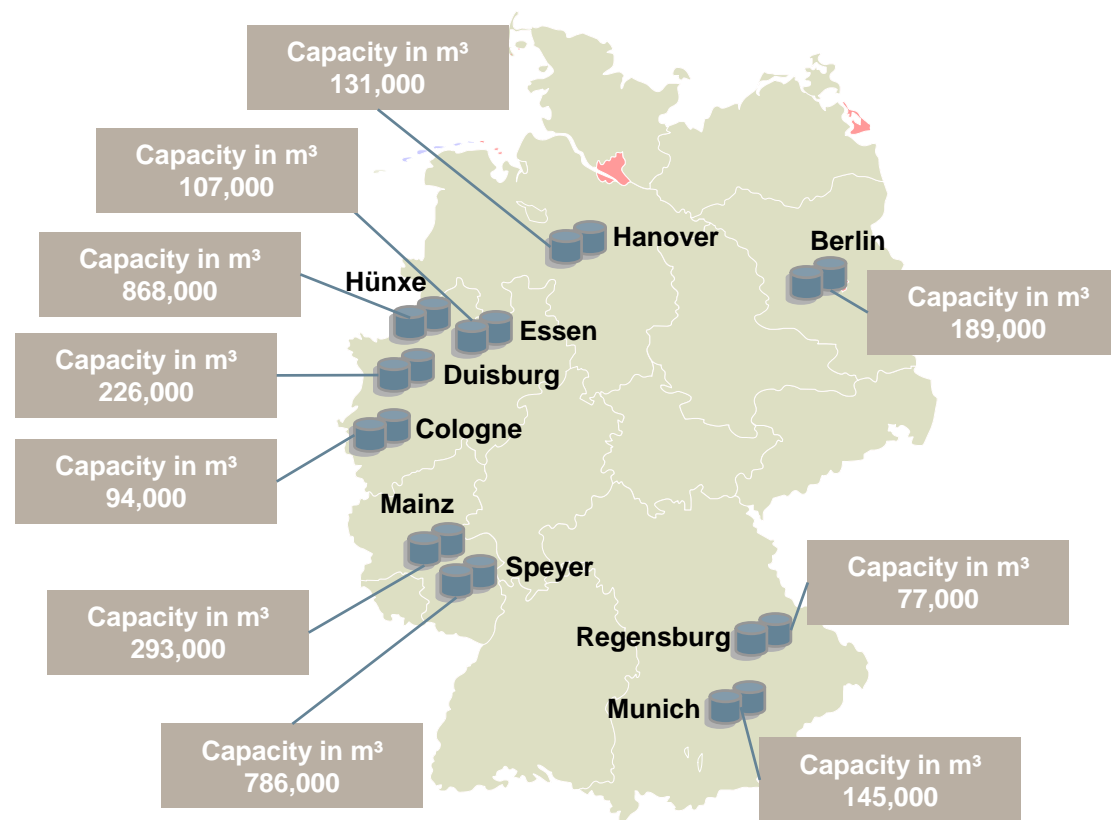 Capacity in m³
131,000
Capacity in m³
107,000
Hanover
Berlin
Capacity in m³
868,000
Hünxe
Capacity in m³
189,000
Essen
Capacity in m³
226,000
Duisburg
Cologne
Capacity in m³
94,000
Mainz
Speyer
Capacity in m³
77,000
Capacity in m³
293,000
Regensburg
Munich
Capacity in m³
786,000
Capacity in m³
145,000